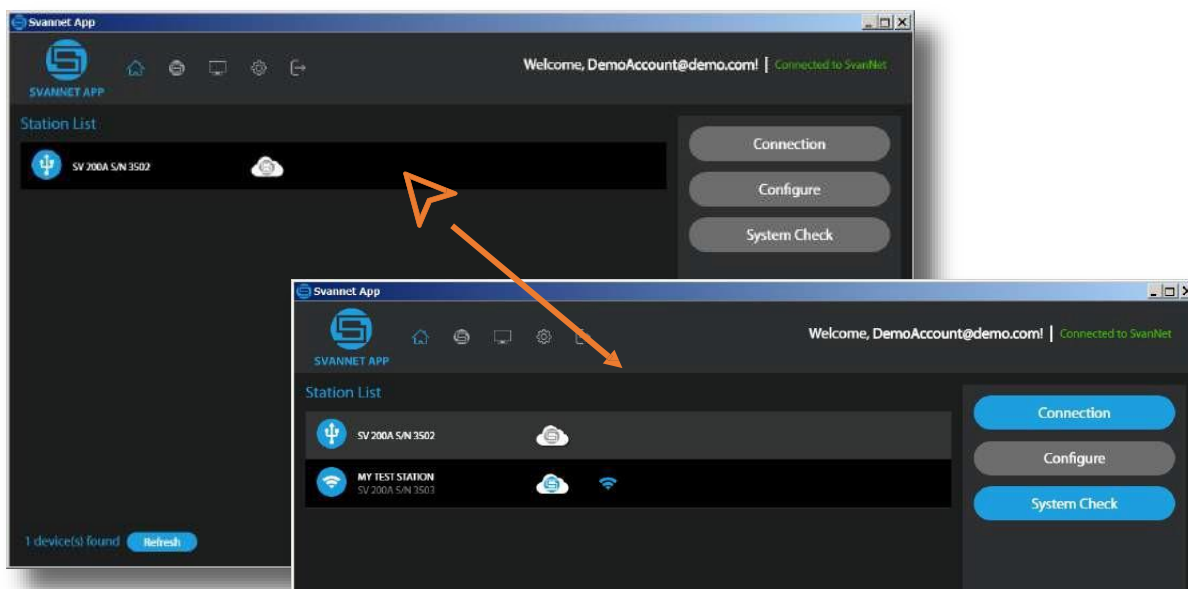 Svannet App
SVANNET APP
Welcome, DemoAccount@demo.com! | Connected to SvanNet
Station List
SV 200A S/N 3502
Connection
Configure
System Check
1 device(s) found
Refresh
Svannet App
SVANNET APP
Welcome, DemoAccount@demo.com! | Connected to SvanNet
Station List
SV 200A S/N 3502
MY TEST STATION
SV 200A S/N 3503
Connection
Configure
System Check